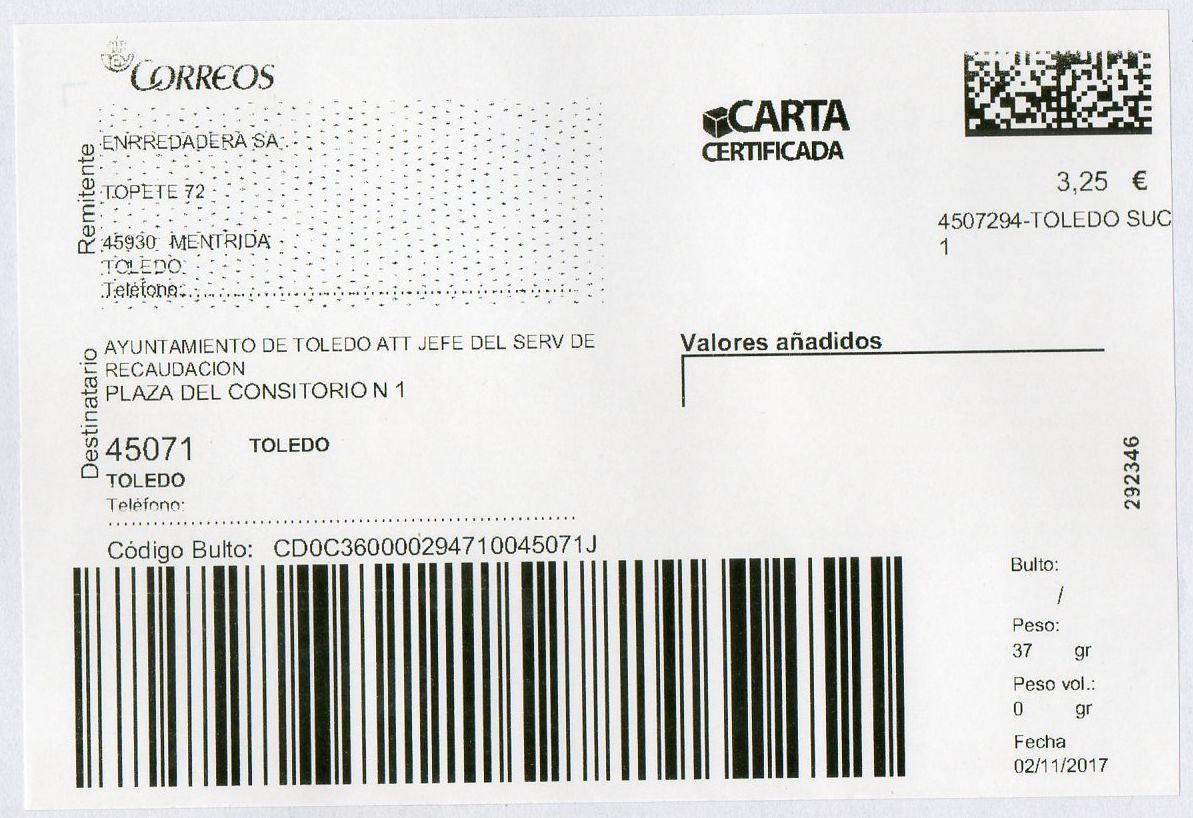 CORREOS
Remitente
ENRREDADERA SA
TOPETE 72
45930 MENTRIDA
TOLEDO
Teléfono:
CARTA
CERTIFICADA
3,25 €
4507294-TOLEDO SUC
1
Destinatario
AYUNTAMIENTO DE TOLEDO ATT JEFE DEL SERV DE
RECAUDACION
PLAZA DEL CONSITORIO N 1
45071 TOLEDO
TOLEDO
Teléfono:
Valores añadidos
292346
Código Bulto: CD0C360000294710045071J
Bulto:
/
Peso:
37 gr
Peso vol.:
0 gr
Fecha
02/11/2017